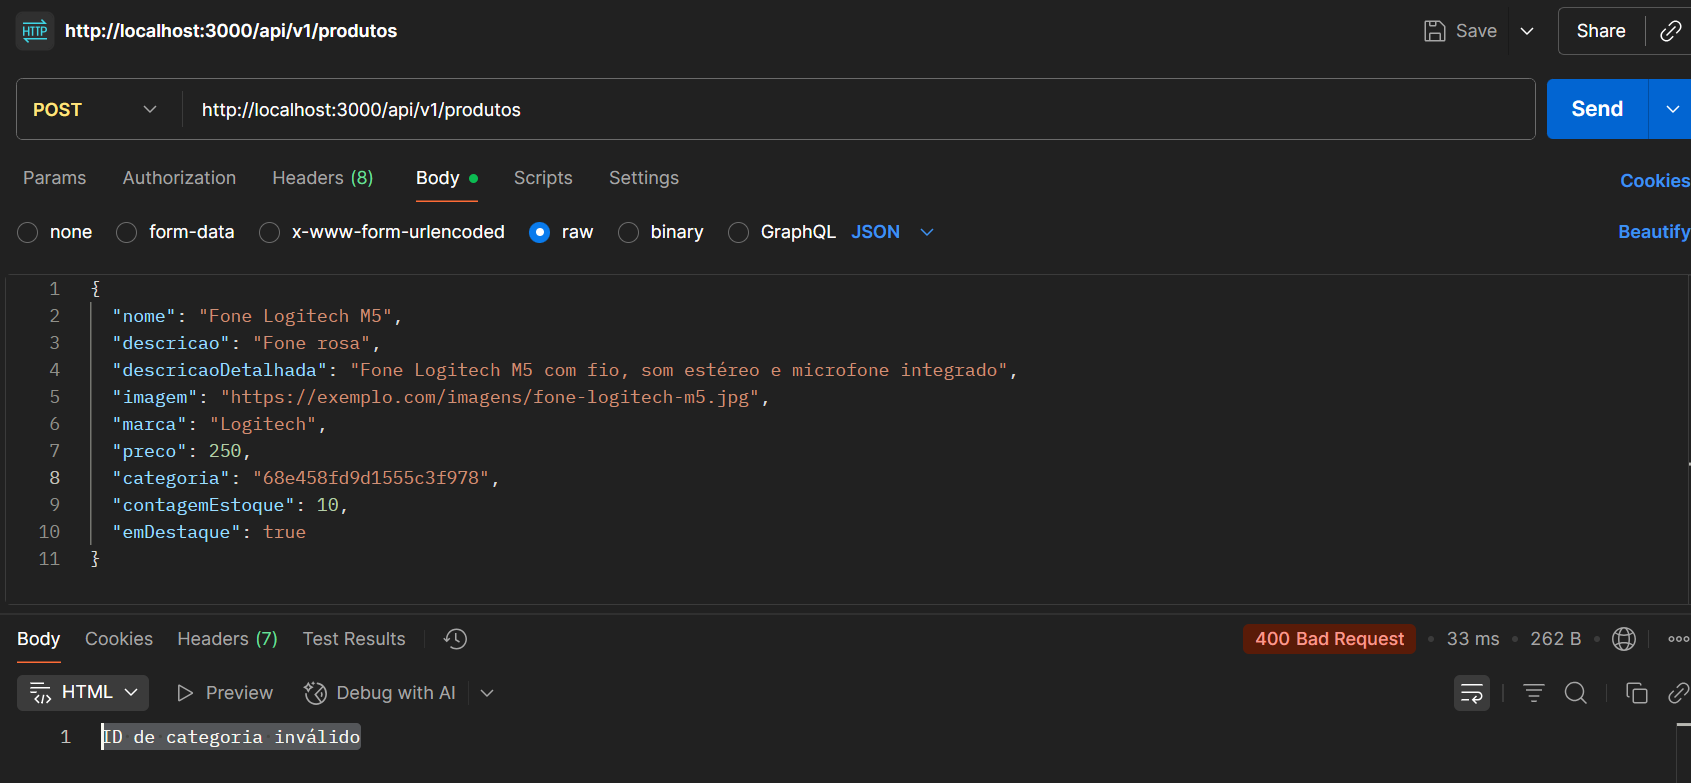 HTTP http://localhost:3000/api/v1/produtos Save Share
POST http://localhost:3000/api/v1/produtos Send
Params Authorization Headers (8) Body Scripts Settings Cookies
none form-data x-www-form-urlencoded raw binary GraphQL JSON Beautify
1 {
2 "nome": "Fone Logitech M5",
3 "descricao": "Fone rosa",
4 "descricaoDetalhada": "Fone Logitech M5 com fio, som estéreo e microfone integrado",
5 "imagem": "https://exemplo.com/imagens/fone-logitech-m5.jpg",
6 "marca": "Logitech",
7 "preco": 250,
8 "categoria": "68e458fd9d1555c3f978",
9 "contagemEstoque": 10,
10 "emDestaque": true
11 }
Body Cookies Headers (7) Test Results 400 Bad Request • 33 ms • 262 B •
HTML Preview Debug with AI
1 ID de categoria inválido